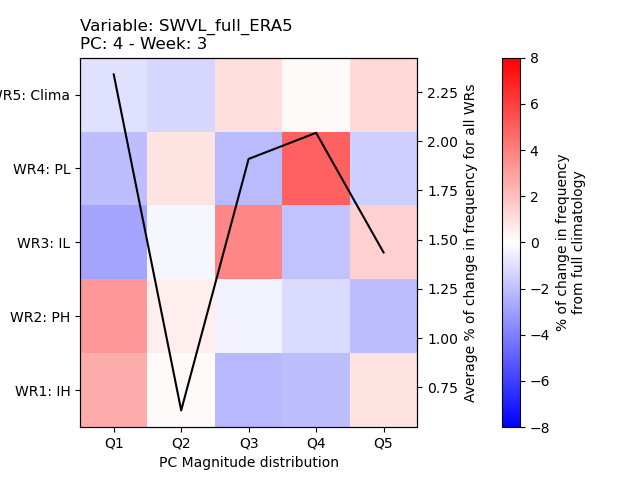 Variable: SWVL_full_ERA5
PC: 4 - Week: 3
WR5: Clima
WR4: PL
WR3: IL
WR2: PH
WR1: IH
Q1 Q2 Q3 Q4 Q5
PC Magnitude distribution
2.25
2.00
1.75
1.50
1.25
1.00
0.75
Average % of change in frequency for all WRs
8
6
4
2
0
−2
−4
−6
−8
% of change in frequency
from full climatology